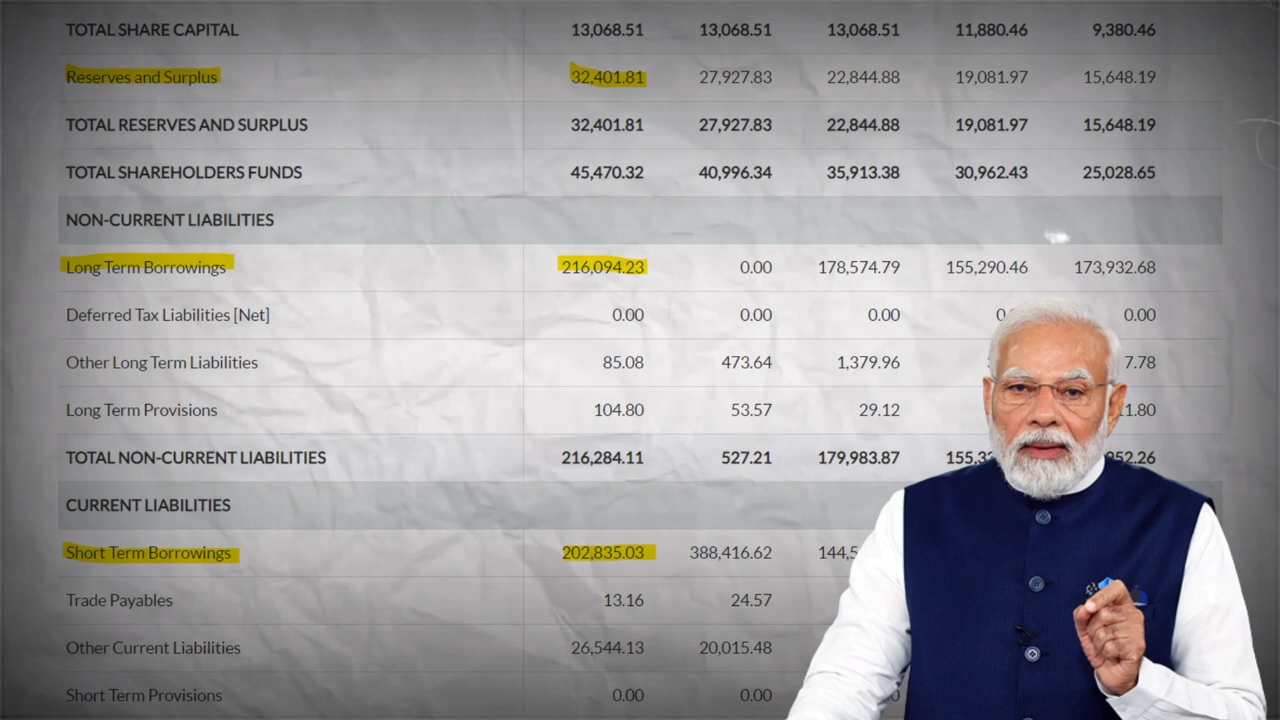 TOTAL SHARE CAPITAL 13,068.51 13,068.51 13,068.51 11,880.46 9,380.46
Reserves and Surplus 32,401.81 27,927.83 22,844.88 19,081.97 15,648.19
TOTAL RESERVES AND SURPLUS 32,401.81 27,927.83 22,844.88 19,081.97 15,648.19
TOTAL SHAREHOLDERS FUNDS 45,470.32 40,996.34 35,913.38 30,962.43 25,028.65
NON-CURRENT LIABILITIES
Long Term Borrowings 216,094.23 0.00 178,574.79 155,290.46 173,932.68
Deferred Tax Liabilities [Net] 0.00 0.00 0.00 0.00
Other Long Term Liabilities 85.08 473.64 1,379.96 7.78
Long Term Provisions 104.80 53.57 29.12
TOTAL NON-CURRENT LIABILITIES 216,284.11 527.21 179,983.87
CURRENT LIABILITIES
Short Term Borrowings 202,835.03 388,416.62
Trade Payables 13.16 24.57
Other Current Liabilities 26,544.13 20,015.48
Short Term Provisions 0.00 0.00